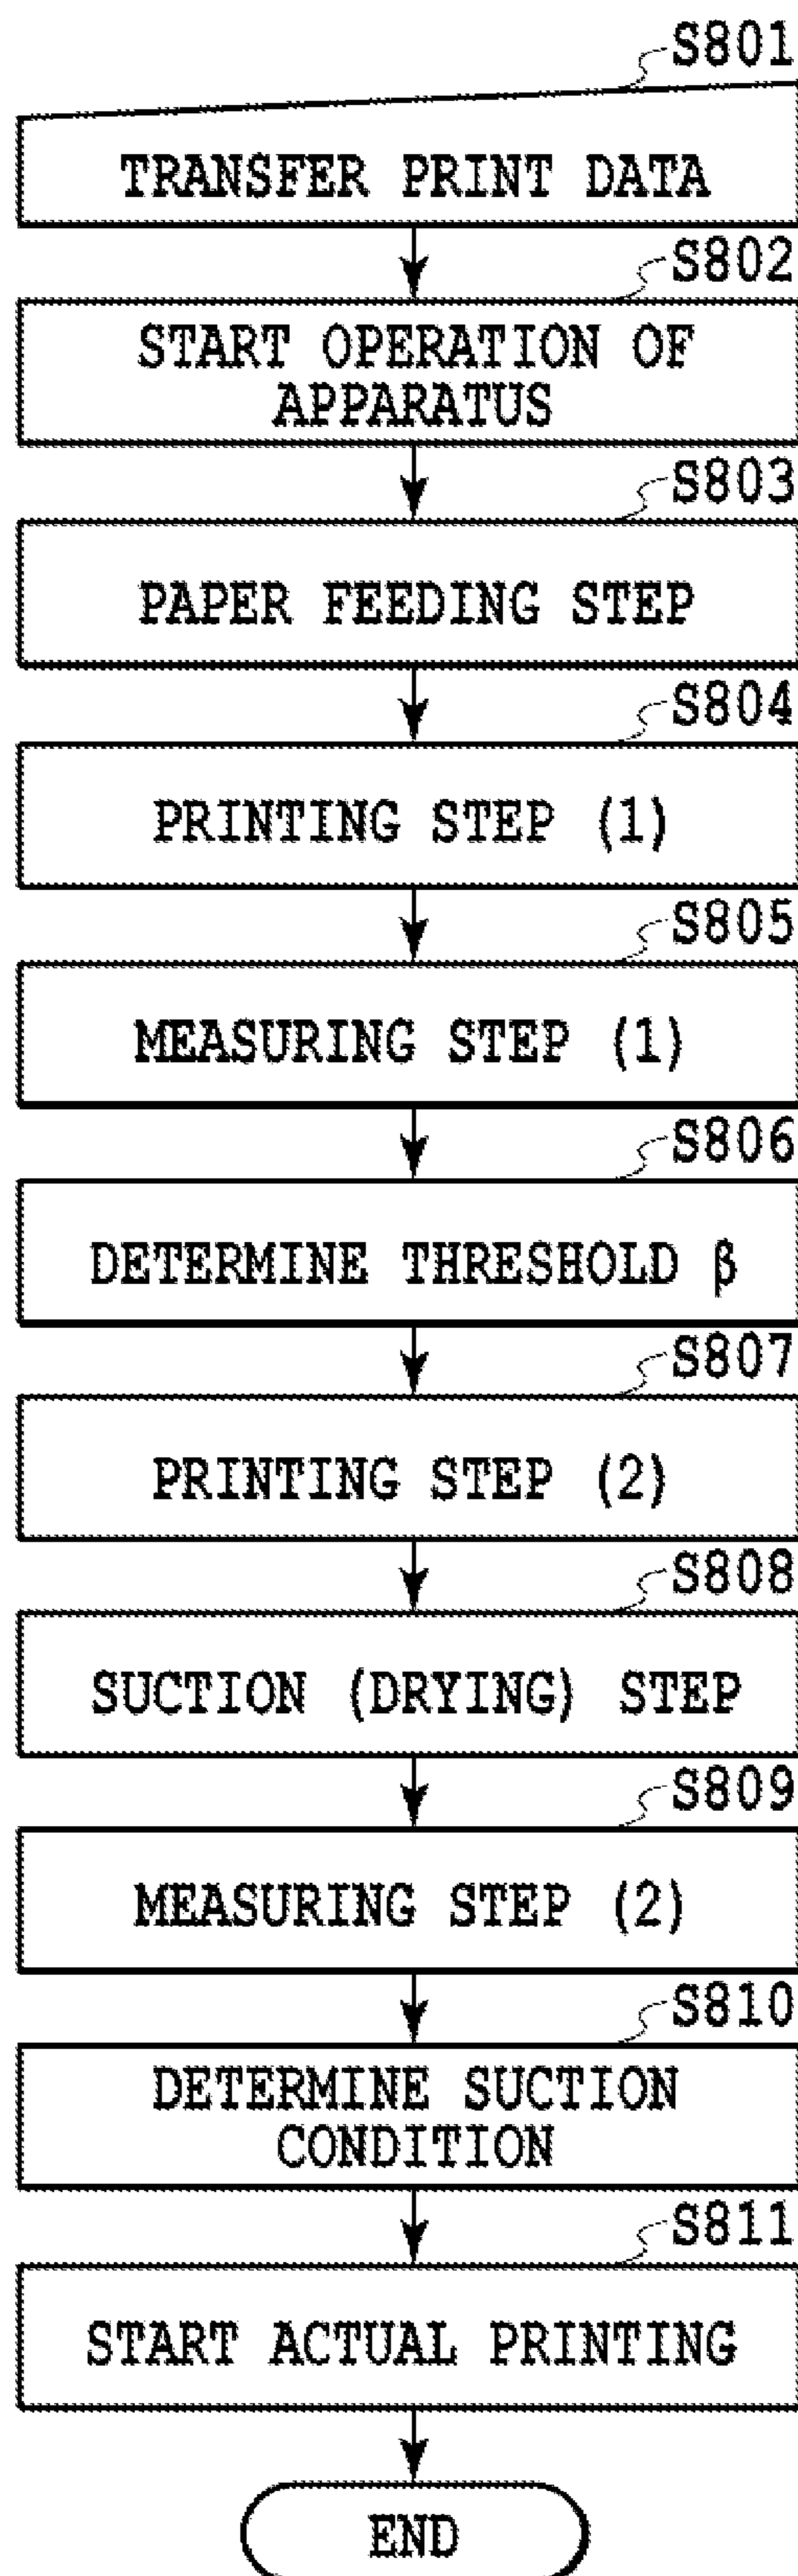 S801
TRANSFER PRINT DATA
S802
START OPERATION OF
APPARATUS
S803
PAPER FEEDING STEP
S804
PRINTING STEP (1)
S805
MEASURING STEP (1)
S806
DETERMINE THRESHOLD β
S807
PRINTING STEP (2)
S808
SUCTION (DRYING) STEP
S809
MEASURING STEP (2)
S810
DETERMINE SUCTION
CONDITION
S811
START ACTUAL PRINTING
END